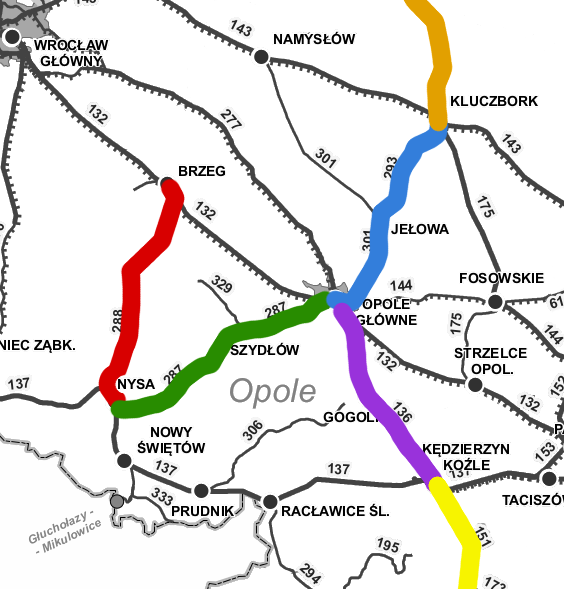 143
143
NAMYSŁÓW
WROCŁAW
GŁÓWNY
KLUCZBORK
132
277
143
301
293
BRZEG
132
175
301
JEŁOWA
FOSOWSKIE
329
144
61
287
OPOLE
GŁÓWNE
288
175
144
NIEC ZĄBK.
SZYDŁÓW
132
STRZELCE
OPOL.
287
137
NYSA
Opole
132
152
GOGOL
136
306
NOWY
ŚWIĘTÓW
KĘDZIERZYN
KOŹLE
153
137
137
137
TACISZÓW
333
PRUDNIK
RACŁAWICE ŚL.
Głuchołazy -
- Mikulowice
151
195
294
173